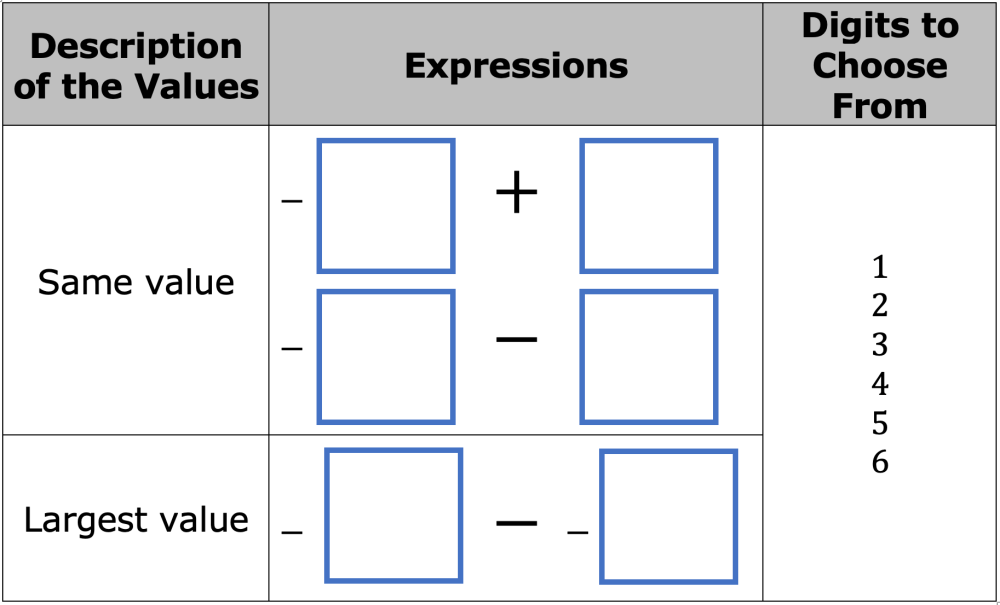 Description of the Values
Expressions
Digits to Choose From
Same value
− +
− −
1
2
3
4
5
6
Largest value
− − −